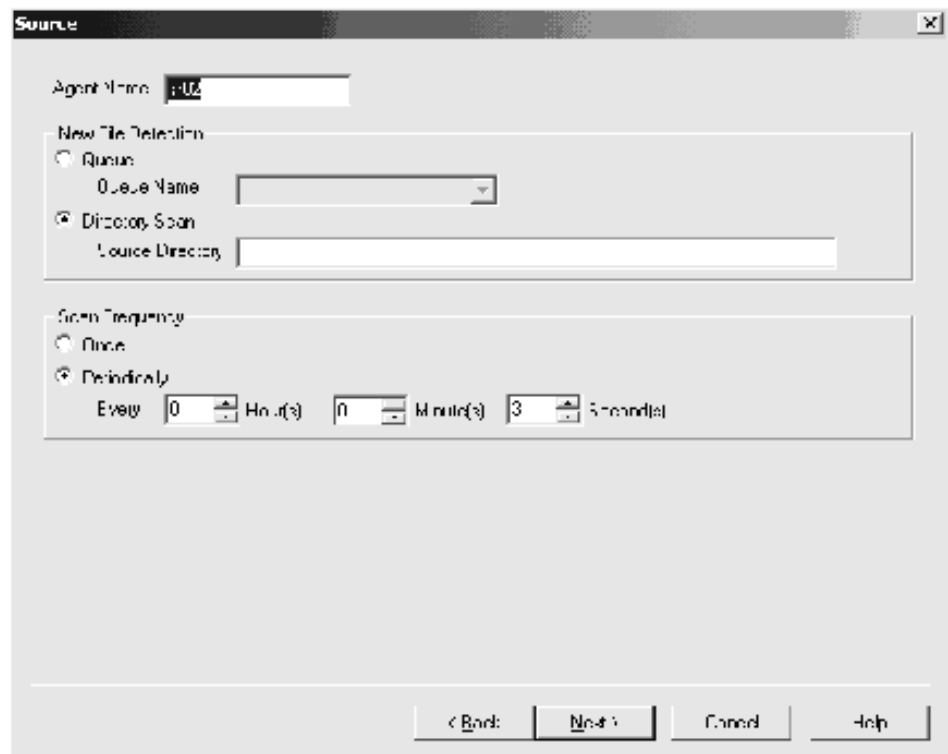 Source
Agent Name
New File Detection
Queue
Queue Name
Directory Scan
Source Directory
Scan Frequency
Once
Periodically
Every 0 Hour(s) 0 Minute(s) 3 Second(s)
< Back Next > Cancel Help